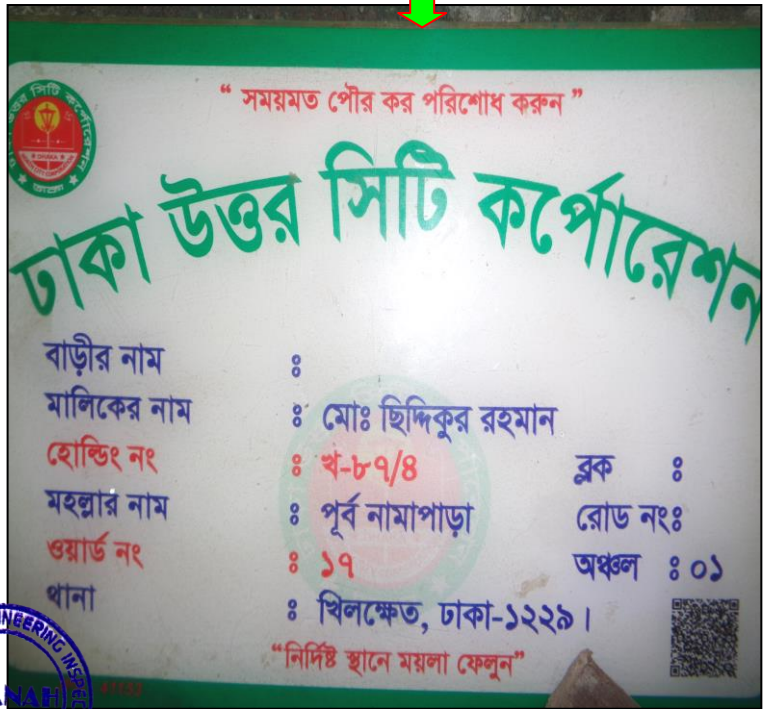 “ সময়মত পৌর কর পরিশোধ করুন ”
ঢাকা উত্তর সিটি কর্পোরেশন
বাড়ীর নাম :
মালিকের নাম : মোঃ ছিদ্দিকুর রহমান
হোল্ডিং নং : খ-৮৭/৪ ব্লক :
মহল্লার নাম : পূর্ব নামাপাড়া রোড নং:
ওয়ার্ড নং : ১৭ অঞ্চল : ০১
থানা : খিলক্ষেত, ঢাকা-১২২৯।
“নির্দিষ্ট স্থানে ময়লা ফেলুন”